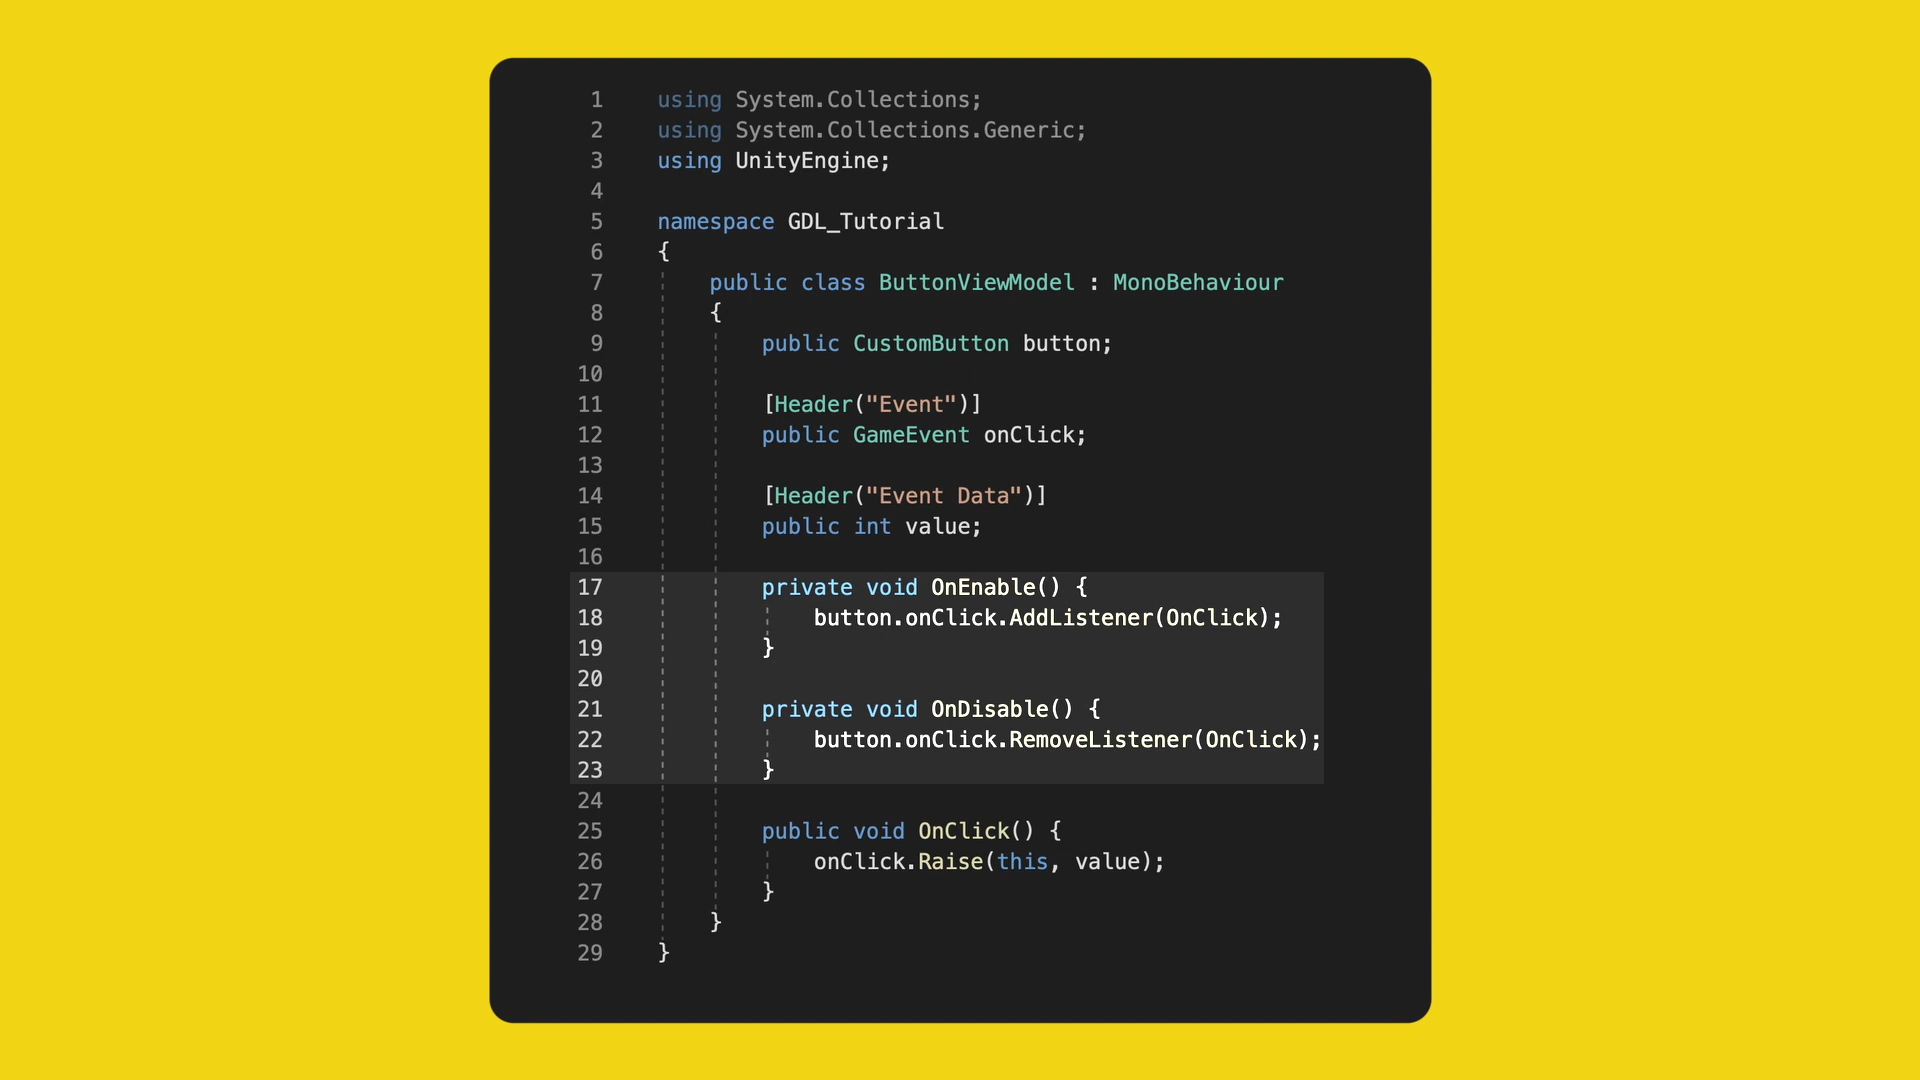 1 using System.Collections;
2 using System.Collections.Generic;
3 using UnityEngine;
4
5 namespace GDL_Tutorial
6 {
7 public class ButtonViewModel : MonoBehaviour
8 {
9 public CustomButton button;
10
11 [Header("Event")]
12 public GameEvent onClick;
13
14 [Header("Event Data")]
15 public int value;
16
17 private void OnEnable() {
18 button.onClick.AddListener(OnClick);
19 }
20
21 private void OnDisable() {
22 button.onClick.RemoveListener(OnClick);
23 }
24
25 public void OnClick() {
26 onClick.Raise(this, value);
27 }
28 }
29 }